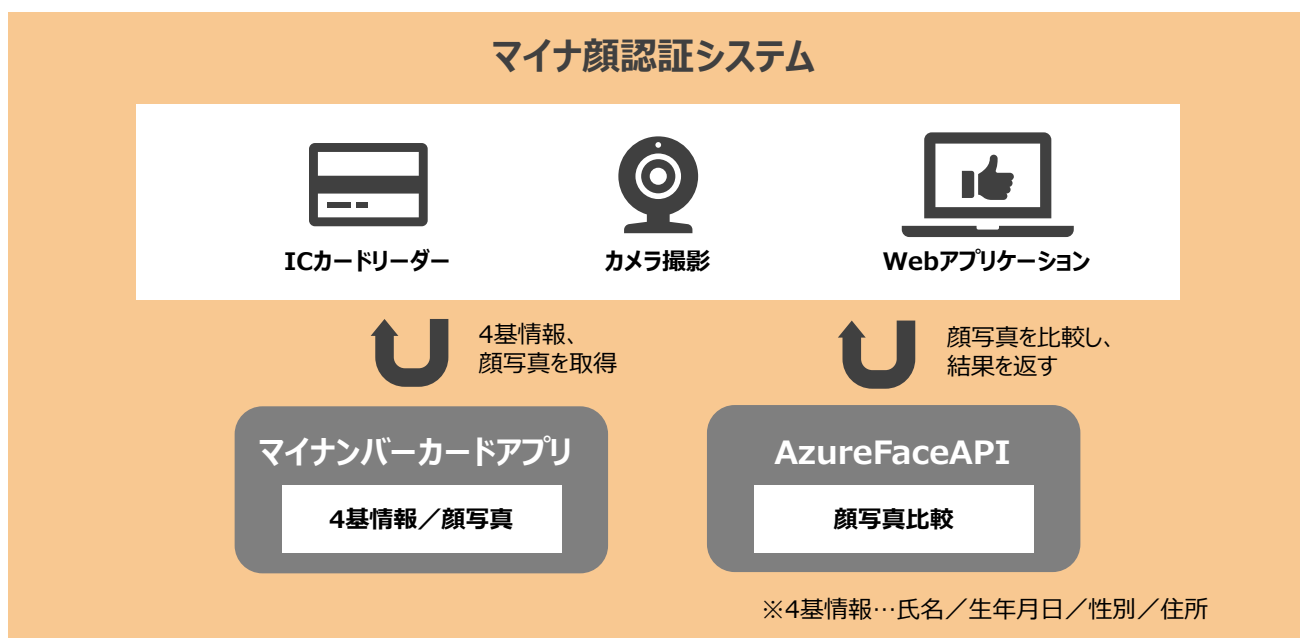 マイナ顔認証システム
ICカードリーダー
カメラ撮影
Webアプリケーション
4基情報、
顔写真を取得
顔写真を比較し、
結果を返す
マイナンバーカードアプリ
4基情報／顔写真
AzureFaceAPI
顔写真比較
※4基情報…氏名／生年月日／性別／住所